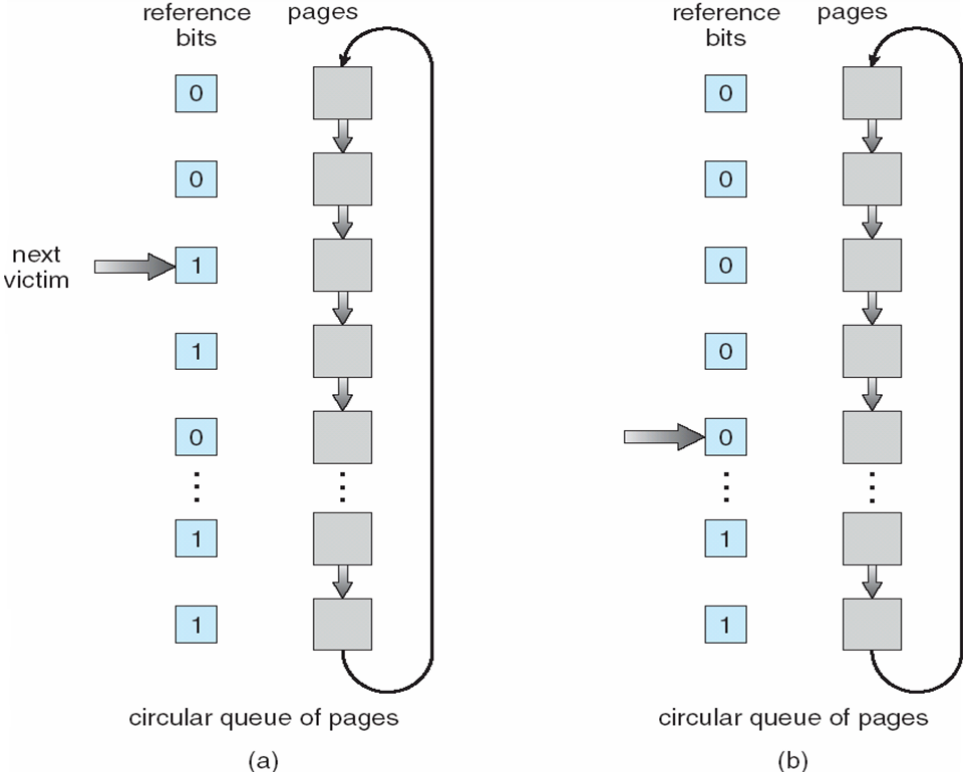 reference
bits
pages
0
0
next
victim
1
1
0
1
1
circular queue of pages
(a)
reference
bits
pages
0
0
0
0
0
1
1
circular queue of pages
(b)